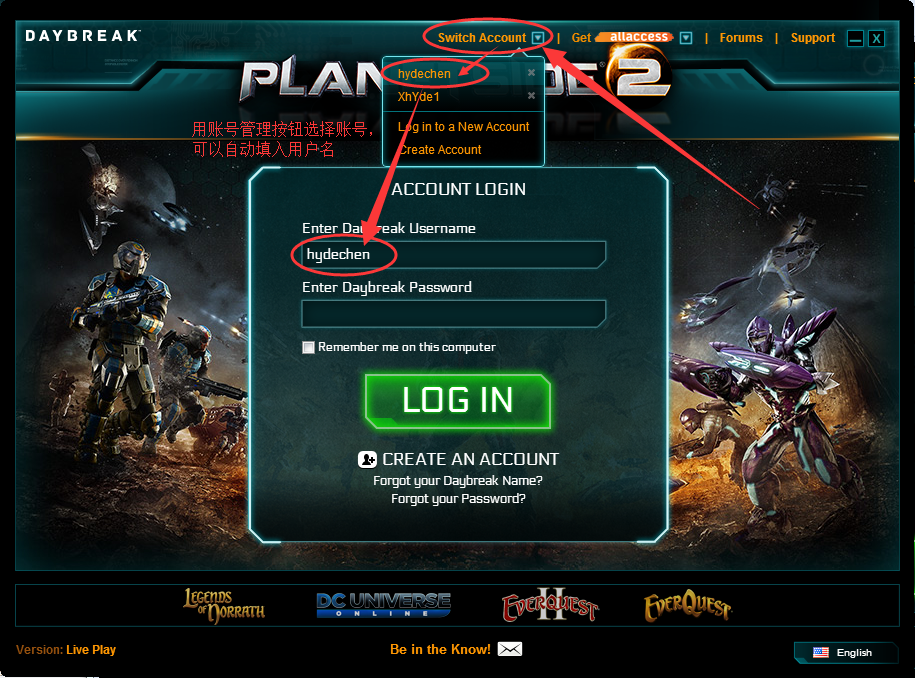 DAYBREAK
Switch Account | Get allaccess | Forums | Support
hydechen
XhYde1
Log in to a New Account
Create Account
用账号管理按钮选择账号，
可以自动填入用户名
ACCOUNT LOGIN
Enter Daybreak Username
hydechen
Enter Daybreak Password
Remember me on this computer
LOG IN
CREATE AN ACCOUNT
Forgot your Daybreak Name?
Forgot your Password?
LEGENDS
OF NORRATH
DC UNIVERSE
ONLINE
EVERQUEST
II
EVERQUEST
Version: Live Play
Be in the Know!
English